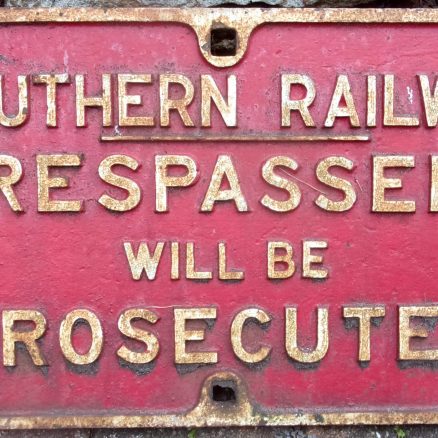 UTHERN RAILW
RESPASSE
WILL BE
ROSECUTE